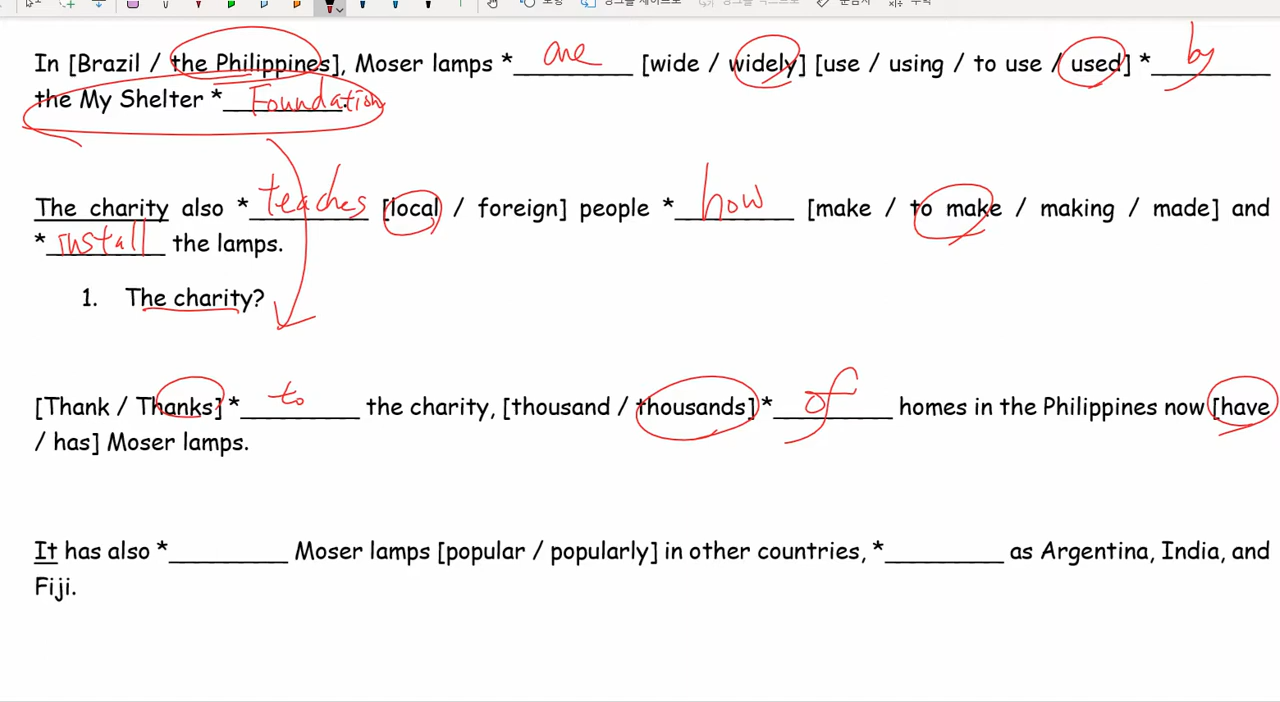 In [Brazil / the Philippines], Moser lamps *are [wide / widely] [use / using / to use / used] *by
the My Shelter *Foundation.
The charity also *teaches [local / foreign] people *how [make / to make / making / made] and
*install the lamps.
1. The charity?
[Thank / Thanks] *to the charity, [thousand / thousands] *of homes in the Philippines now [have
/ has] Moser lamps.
It has also *__________ Moser lamps [popular / popularly] in other countries, *__________ as Argentina, India, and
Fiji.